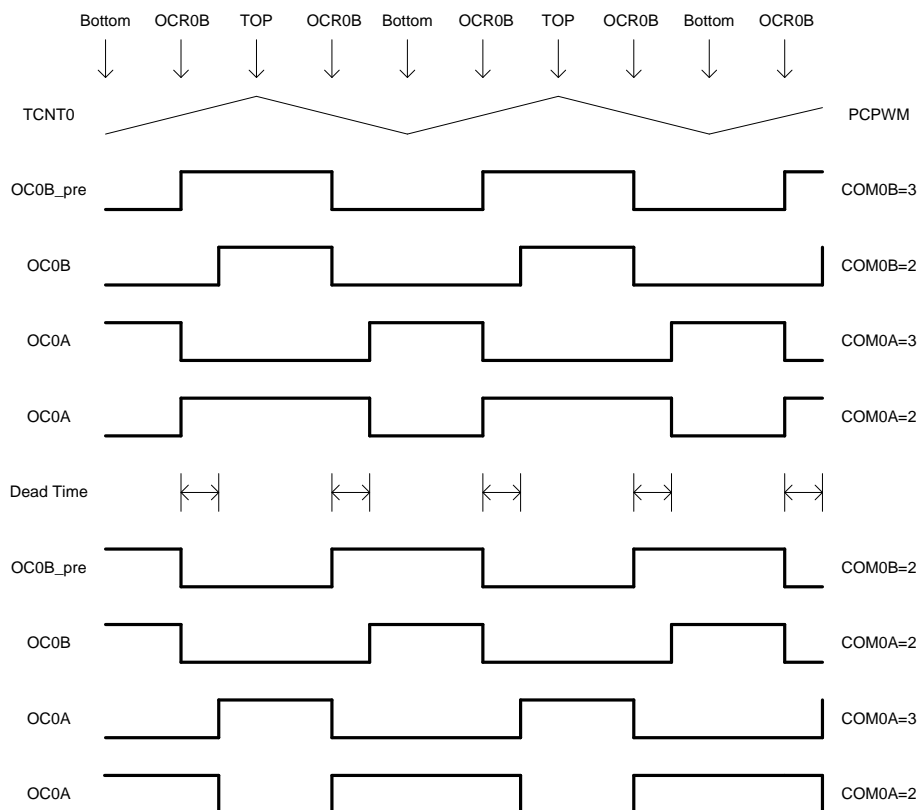 Bottom OCR0B TOP OCR0B Bottom OCR0B TOP OCR0B Bottom OCR0B
TCNT0 PCPWM
OC0B_pre COM0B=3
OC0B COM0B=2
OC0A COM0A=3
OC0A COM0A=2
Dead Time
OC0B_pre COM0B=2
OC0B COM0A=2
OC0A COM0A=3
OC0A COM0A=2